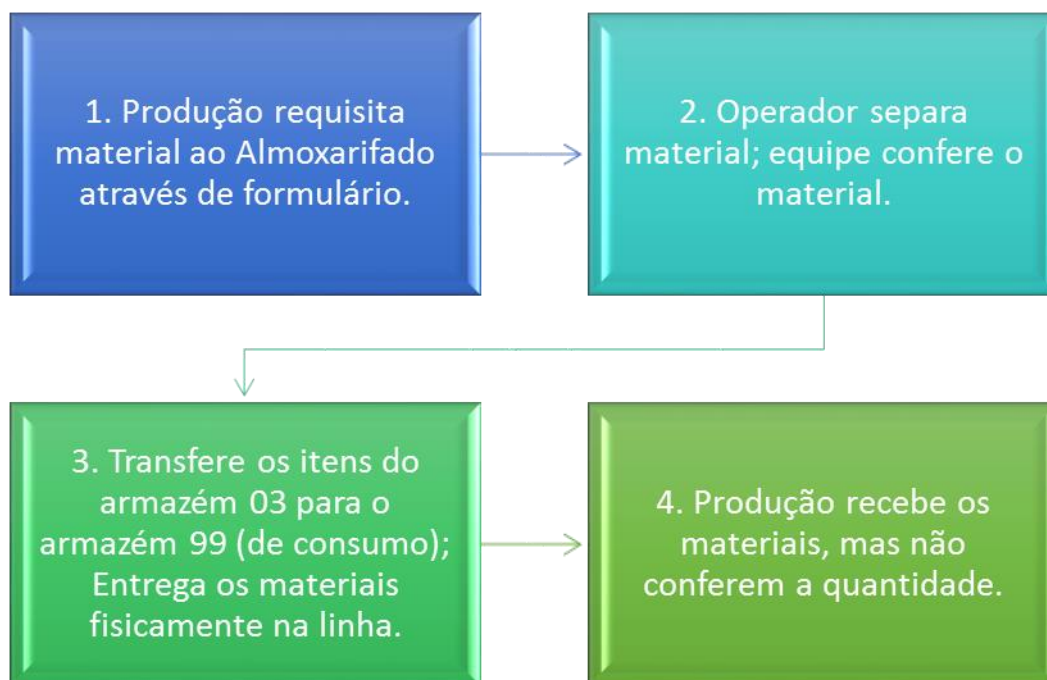 1. Produção requisita
material ao Almoxarifado
através de formulário.
2. Operador separa
material; equipe confere o
material.
3. Transfere os itens do
armazém 03 para o
armazém 99 (de consumo);
Entrega os materiais
fisicamente na linha.
4. Produção recebe os
materiais, mas não
conferem a quantidade.